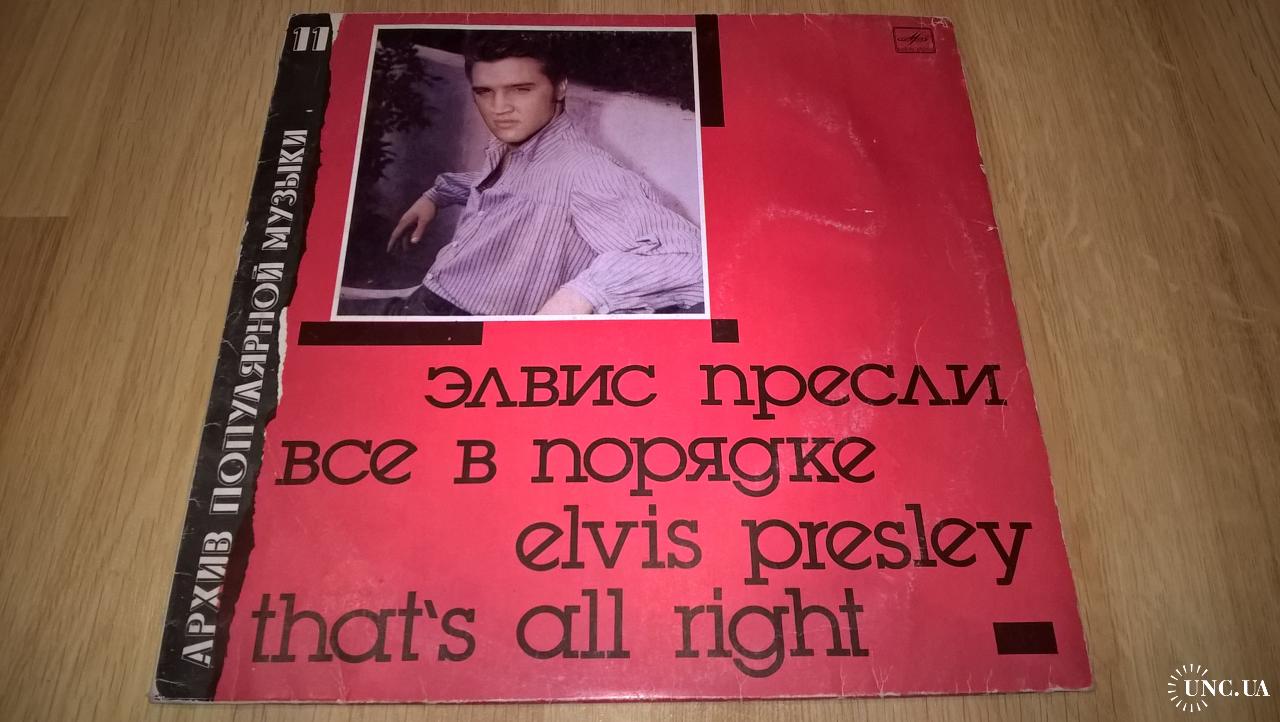 11
АРХИВ ПОПУЛЯРНОЙ МУЗЫКИ
элвис пресли
все в порядке
elvis presley
that's all right
UNC.UA